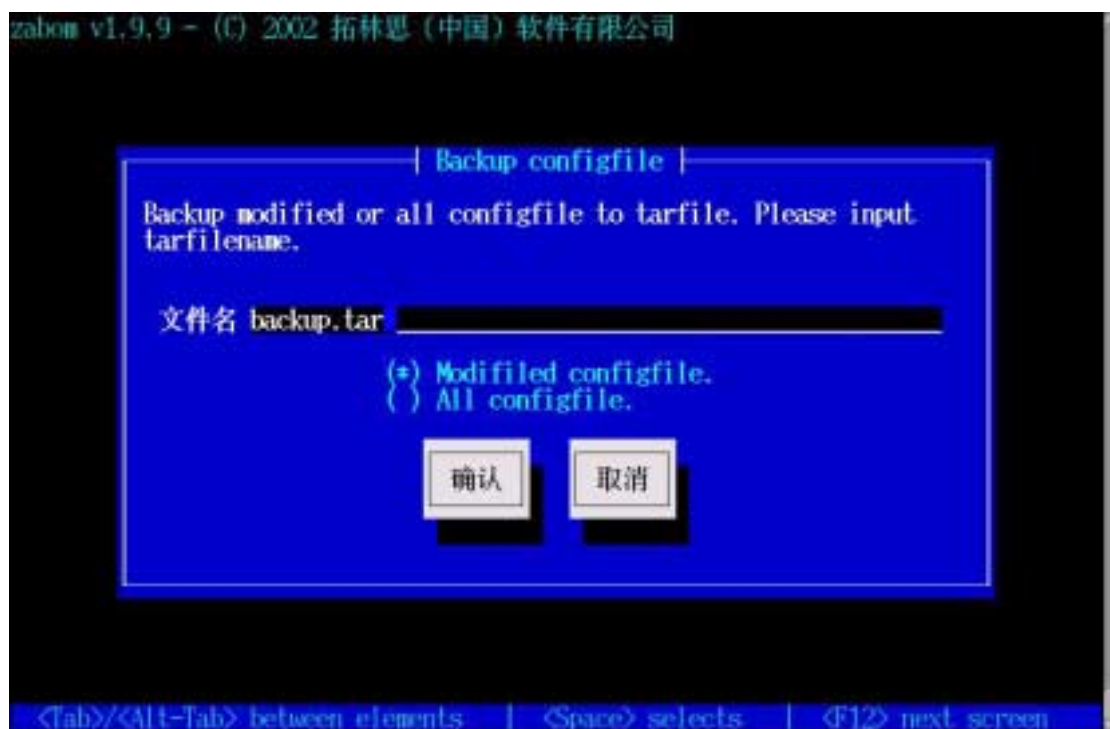 zabom v1.9.9 - (C) 2002 拓林思（中国）软件有限公司
Backup configfile
Backup modified or all configfile to tarfile. Please input
tarfilename.
文件名 backup.tar
(*) Modifiled configfile.
( ) All configfile.
确认 取消
<Tab>/<Alt-Tab> between elements | <Space> selects | <F12> next screen